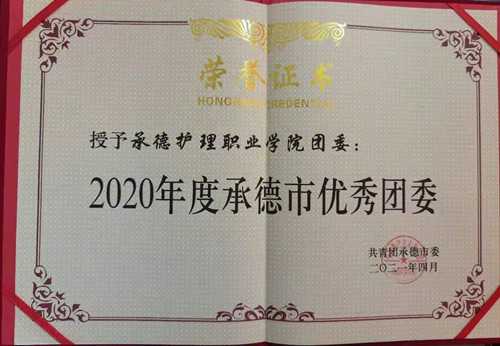 荣誉证书
HONORARY CREDENTIAL
授予承德护理职业学院团委：
2020年度承德市优秀团委
共青团承德市委
二〇二一年四月